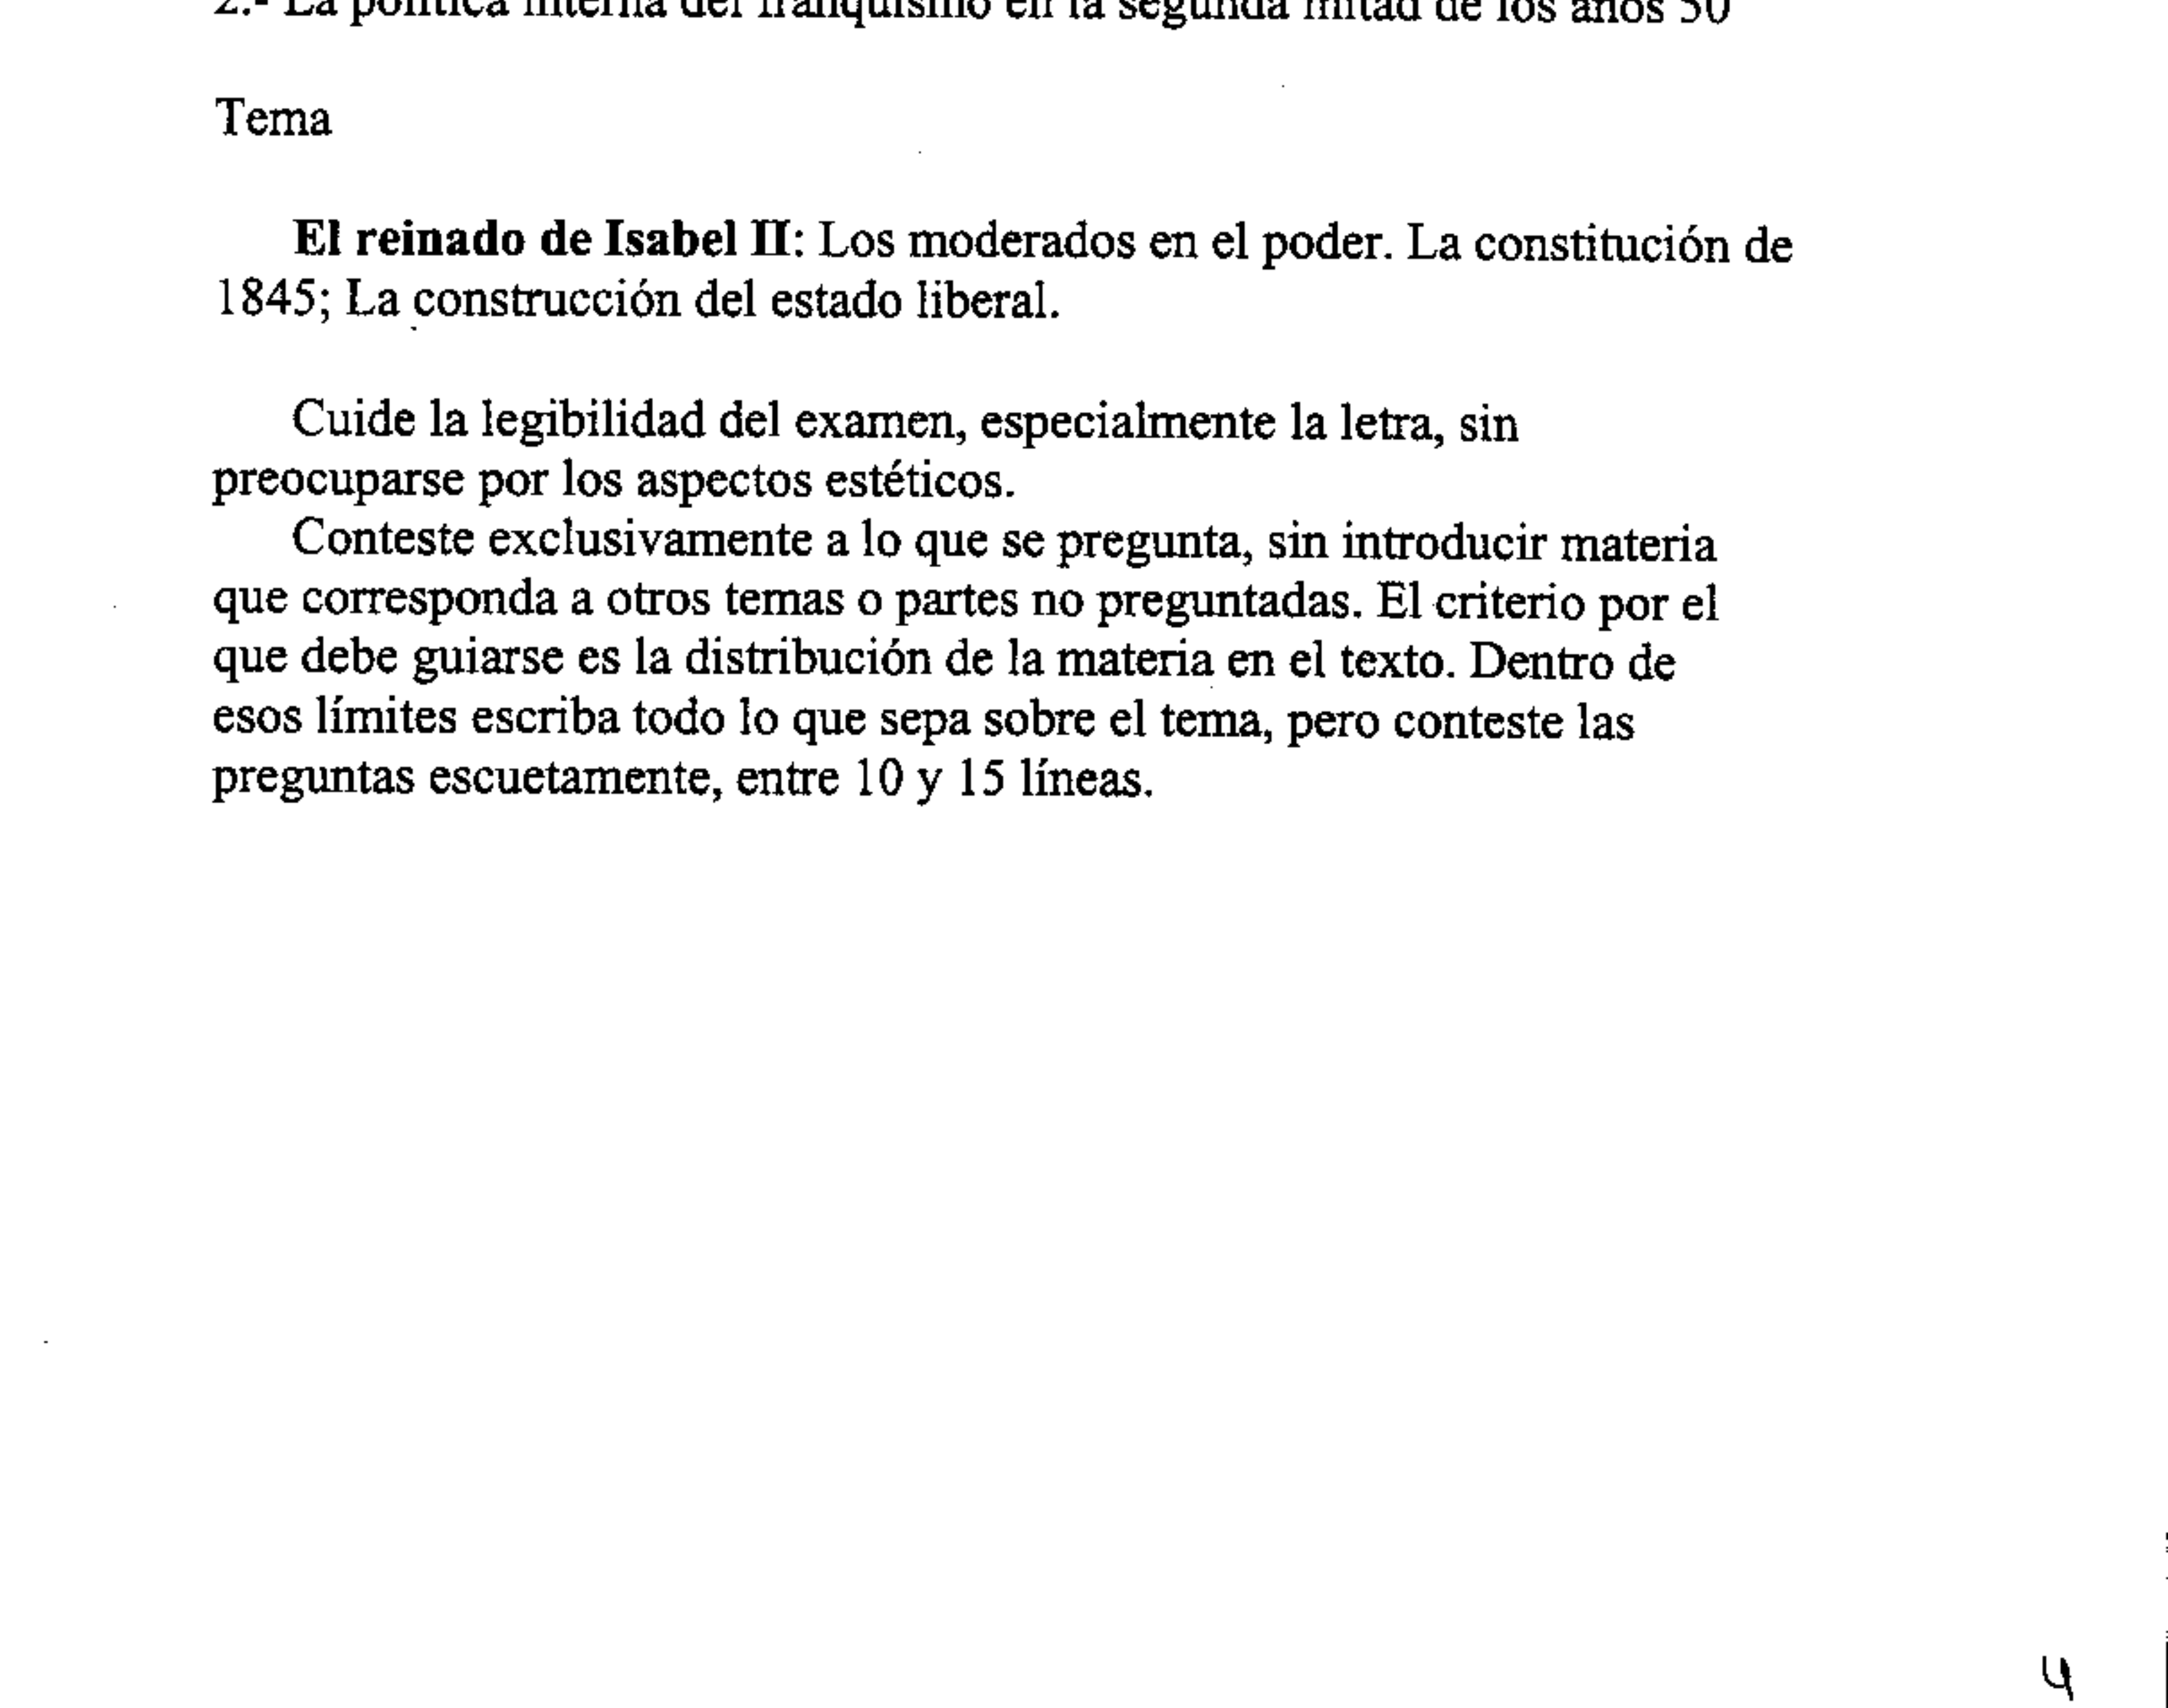 2.- La política interna del franquismo en la segunda mitad de los años 50
Tema
El reinado de Isabel II: Los moderados en el poder. La constitución de
1845; La construcción del estado liberal.
Cuide la legibilidad del examen, especialmente la letra, sin
preocuparse por los aspectos estéticos.
Conteste exclusivamente a lo que se pregunta, sin introducir materia
que corresponda a otros temas o partes no preguntadas. El criterio por el
que debe guiarse es la distribución de la materia en el texto. Dentro de
esos límites escriba todo lo que sepa sobre el tema, pero conteste las
preguntas escuetamente, entre 10 y 15 líneas.
4